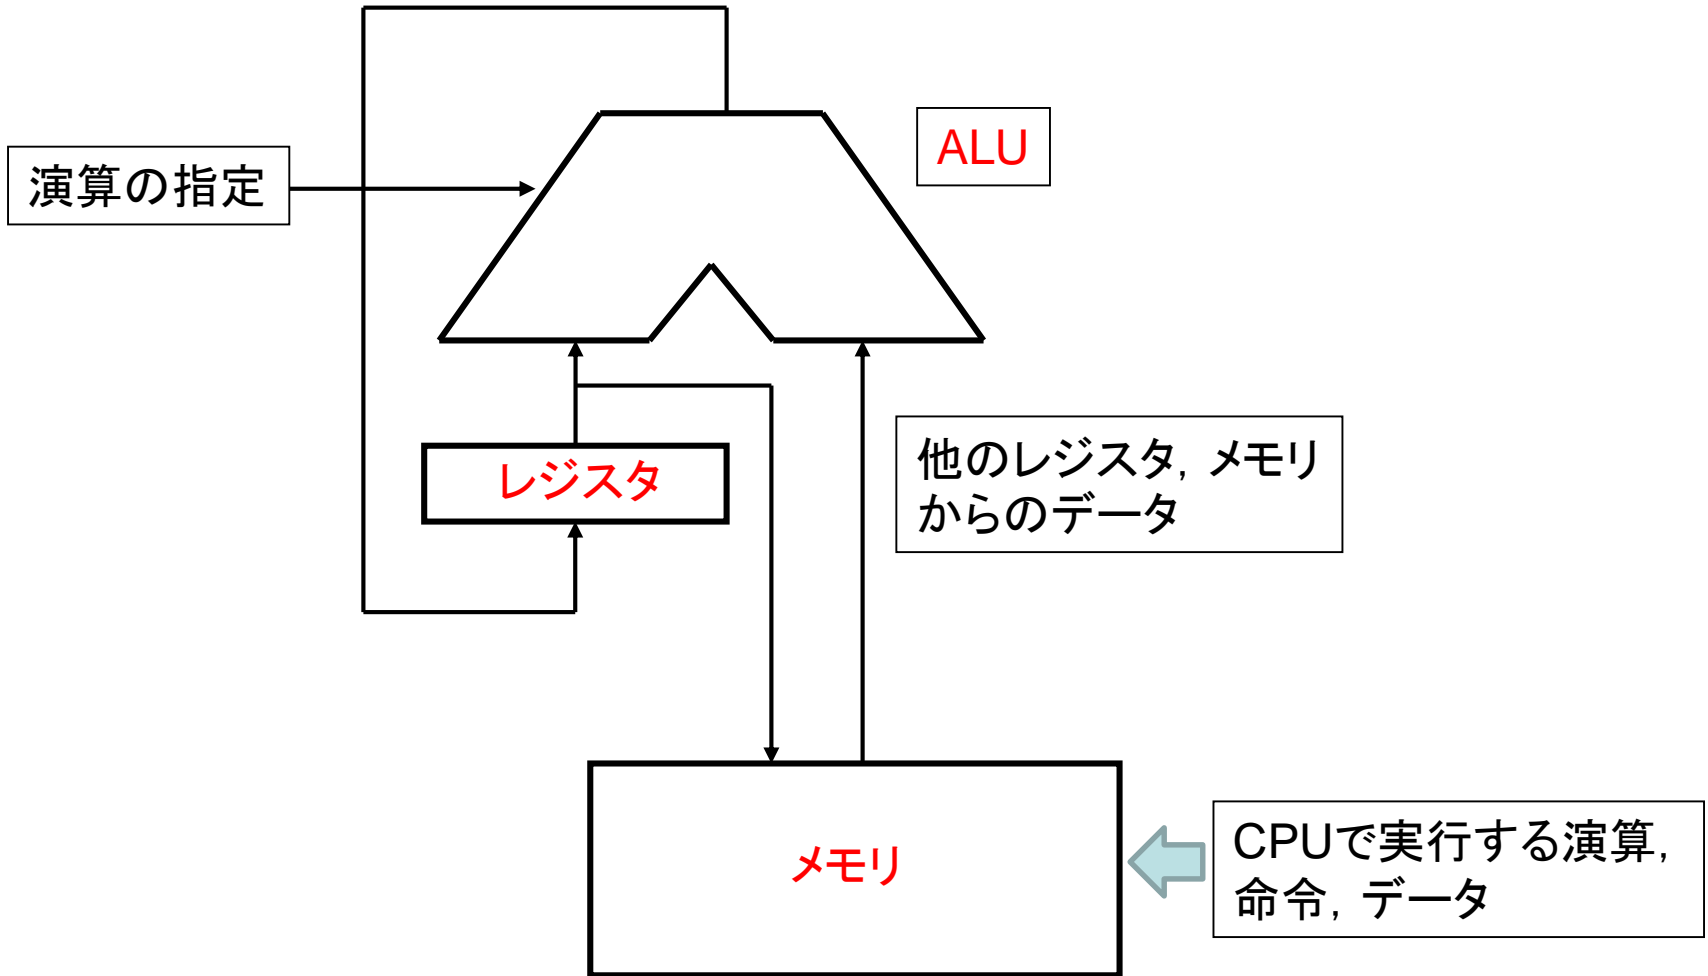 ALU
演算の指定
他のレジスタ, メモリ
からのデータ
レジスタ
CPUで実行する演算,
命令, データ
メモリ